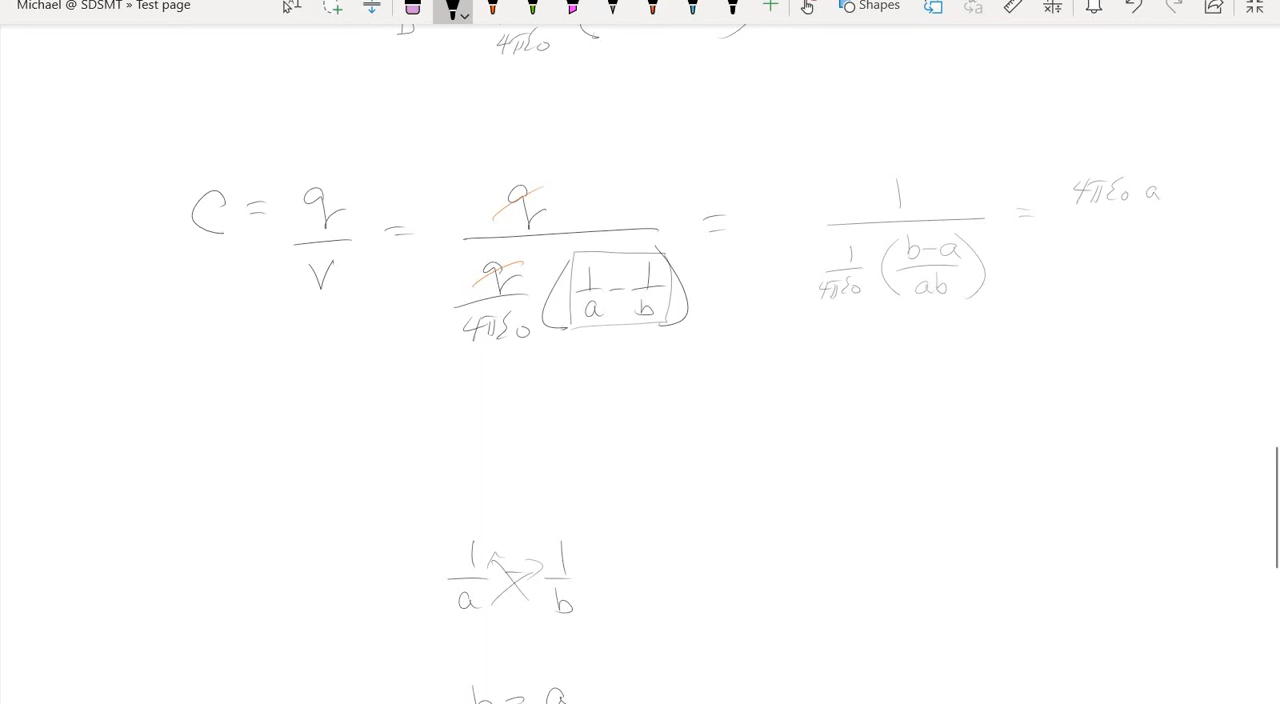 Michael @ SDSMT » Test page
Shapes
4πε0
C = q/V = q / (q/4πε0 (1/a - 1/b)) = 1 / (1/4πε0 ((b-a)/ab)) = 4πε0 a
1/a - 1/b